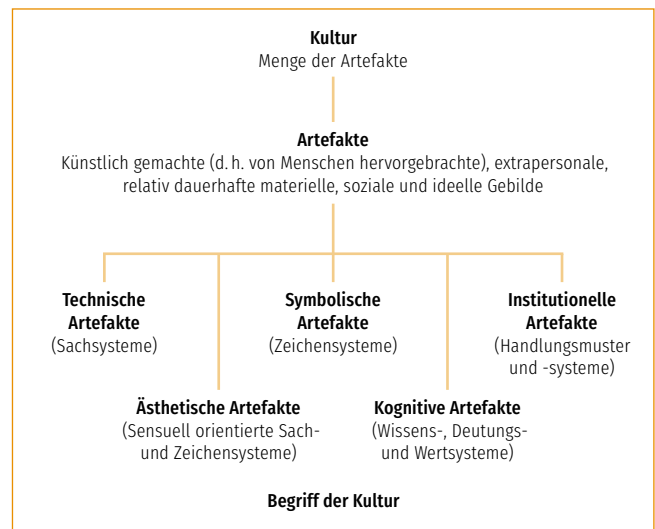 Kultur
Menge der Artefakte
Artefakte
Künstlich gemachte (d. h. von Menschen hervorgebrachte), extrapersonale,
relativ dauerhafte materielle, soziale und ideelle Gebilde
Technische
Artefakte
(Sachsysteme)
Symbolische
Artefakte
(Zeichensysteme)
Institutionelle
Artefakte
(Handlungsmuster
und -systeme)
Ästhetische Artefakte
(Sensuell orientierte Sach-
und Zeichensysteme)
Kognitive Artefakte
(Wissens-, Deutungs-
und Wertsysteme)
Begriff der Kultur